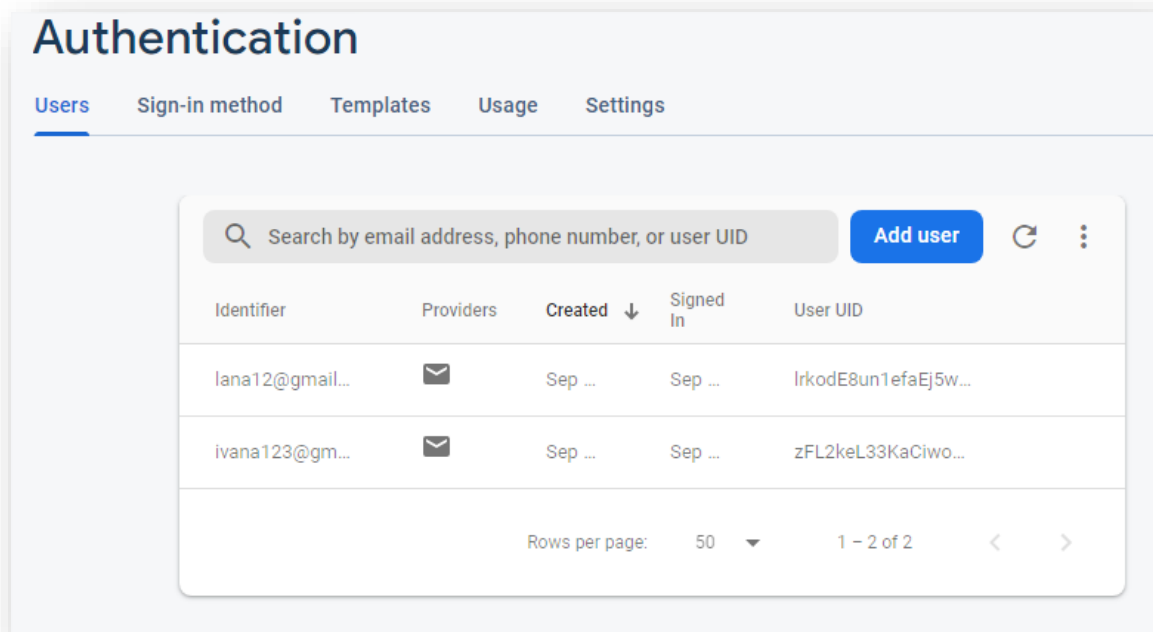 Authentication
Users Sign-in method Templates Usage Settings
Search by email address, phone number, or user UID Add user
Identifier Providers Created Signed In User UID
lana12@gmail... Sep ... Sep ... lrkodE8un1efaEj5w...
ivana123@gm... Sep ... Sep ... zFL2keL33KaCiwo...
Rows per page: 50 1 – 2 of 2